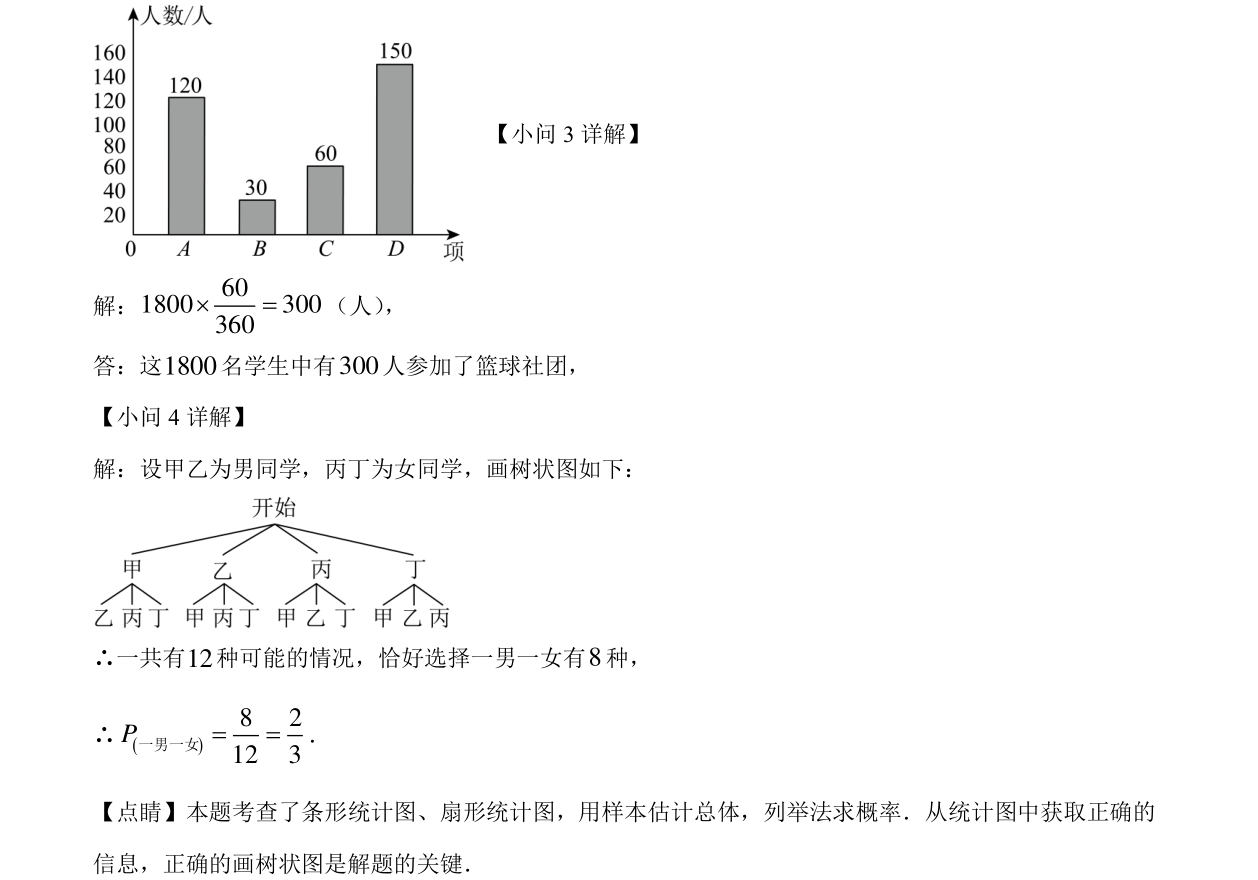 人数/人
160
140
120
100
80
60
40
20
0
120
30
60
150
A B C D 项
【小问 3 详解】
解：1800×60/360=300（人），
答：这1800名学生中有300人参加了篮球社团，
【小问 4 详解】
解：设甲乙为男同学，丙丁为女同学，画树状图如下：
开始
甲 乙 丙 丁
乙 丙 丁 甲 丙 丁 甲 乙 丁 甲 乙 丙
∴一共有12种可能的情况，恰好选择一男一女有8种，
∴P(一男一女)=8/12=2/3．
【点睛】本题考查了条形统计图、扇形统计图，用样本估计总体，列举法求概率．从统计图中获取正确的
信息，正确的画树状图是解题的关键．